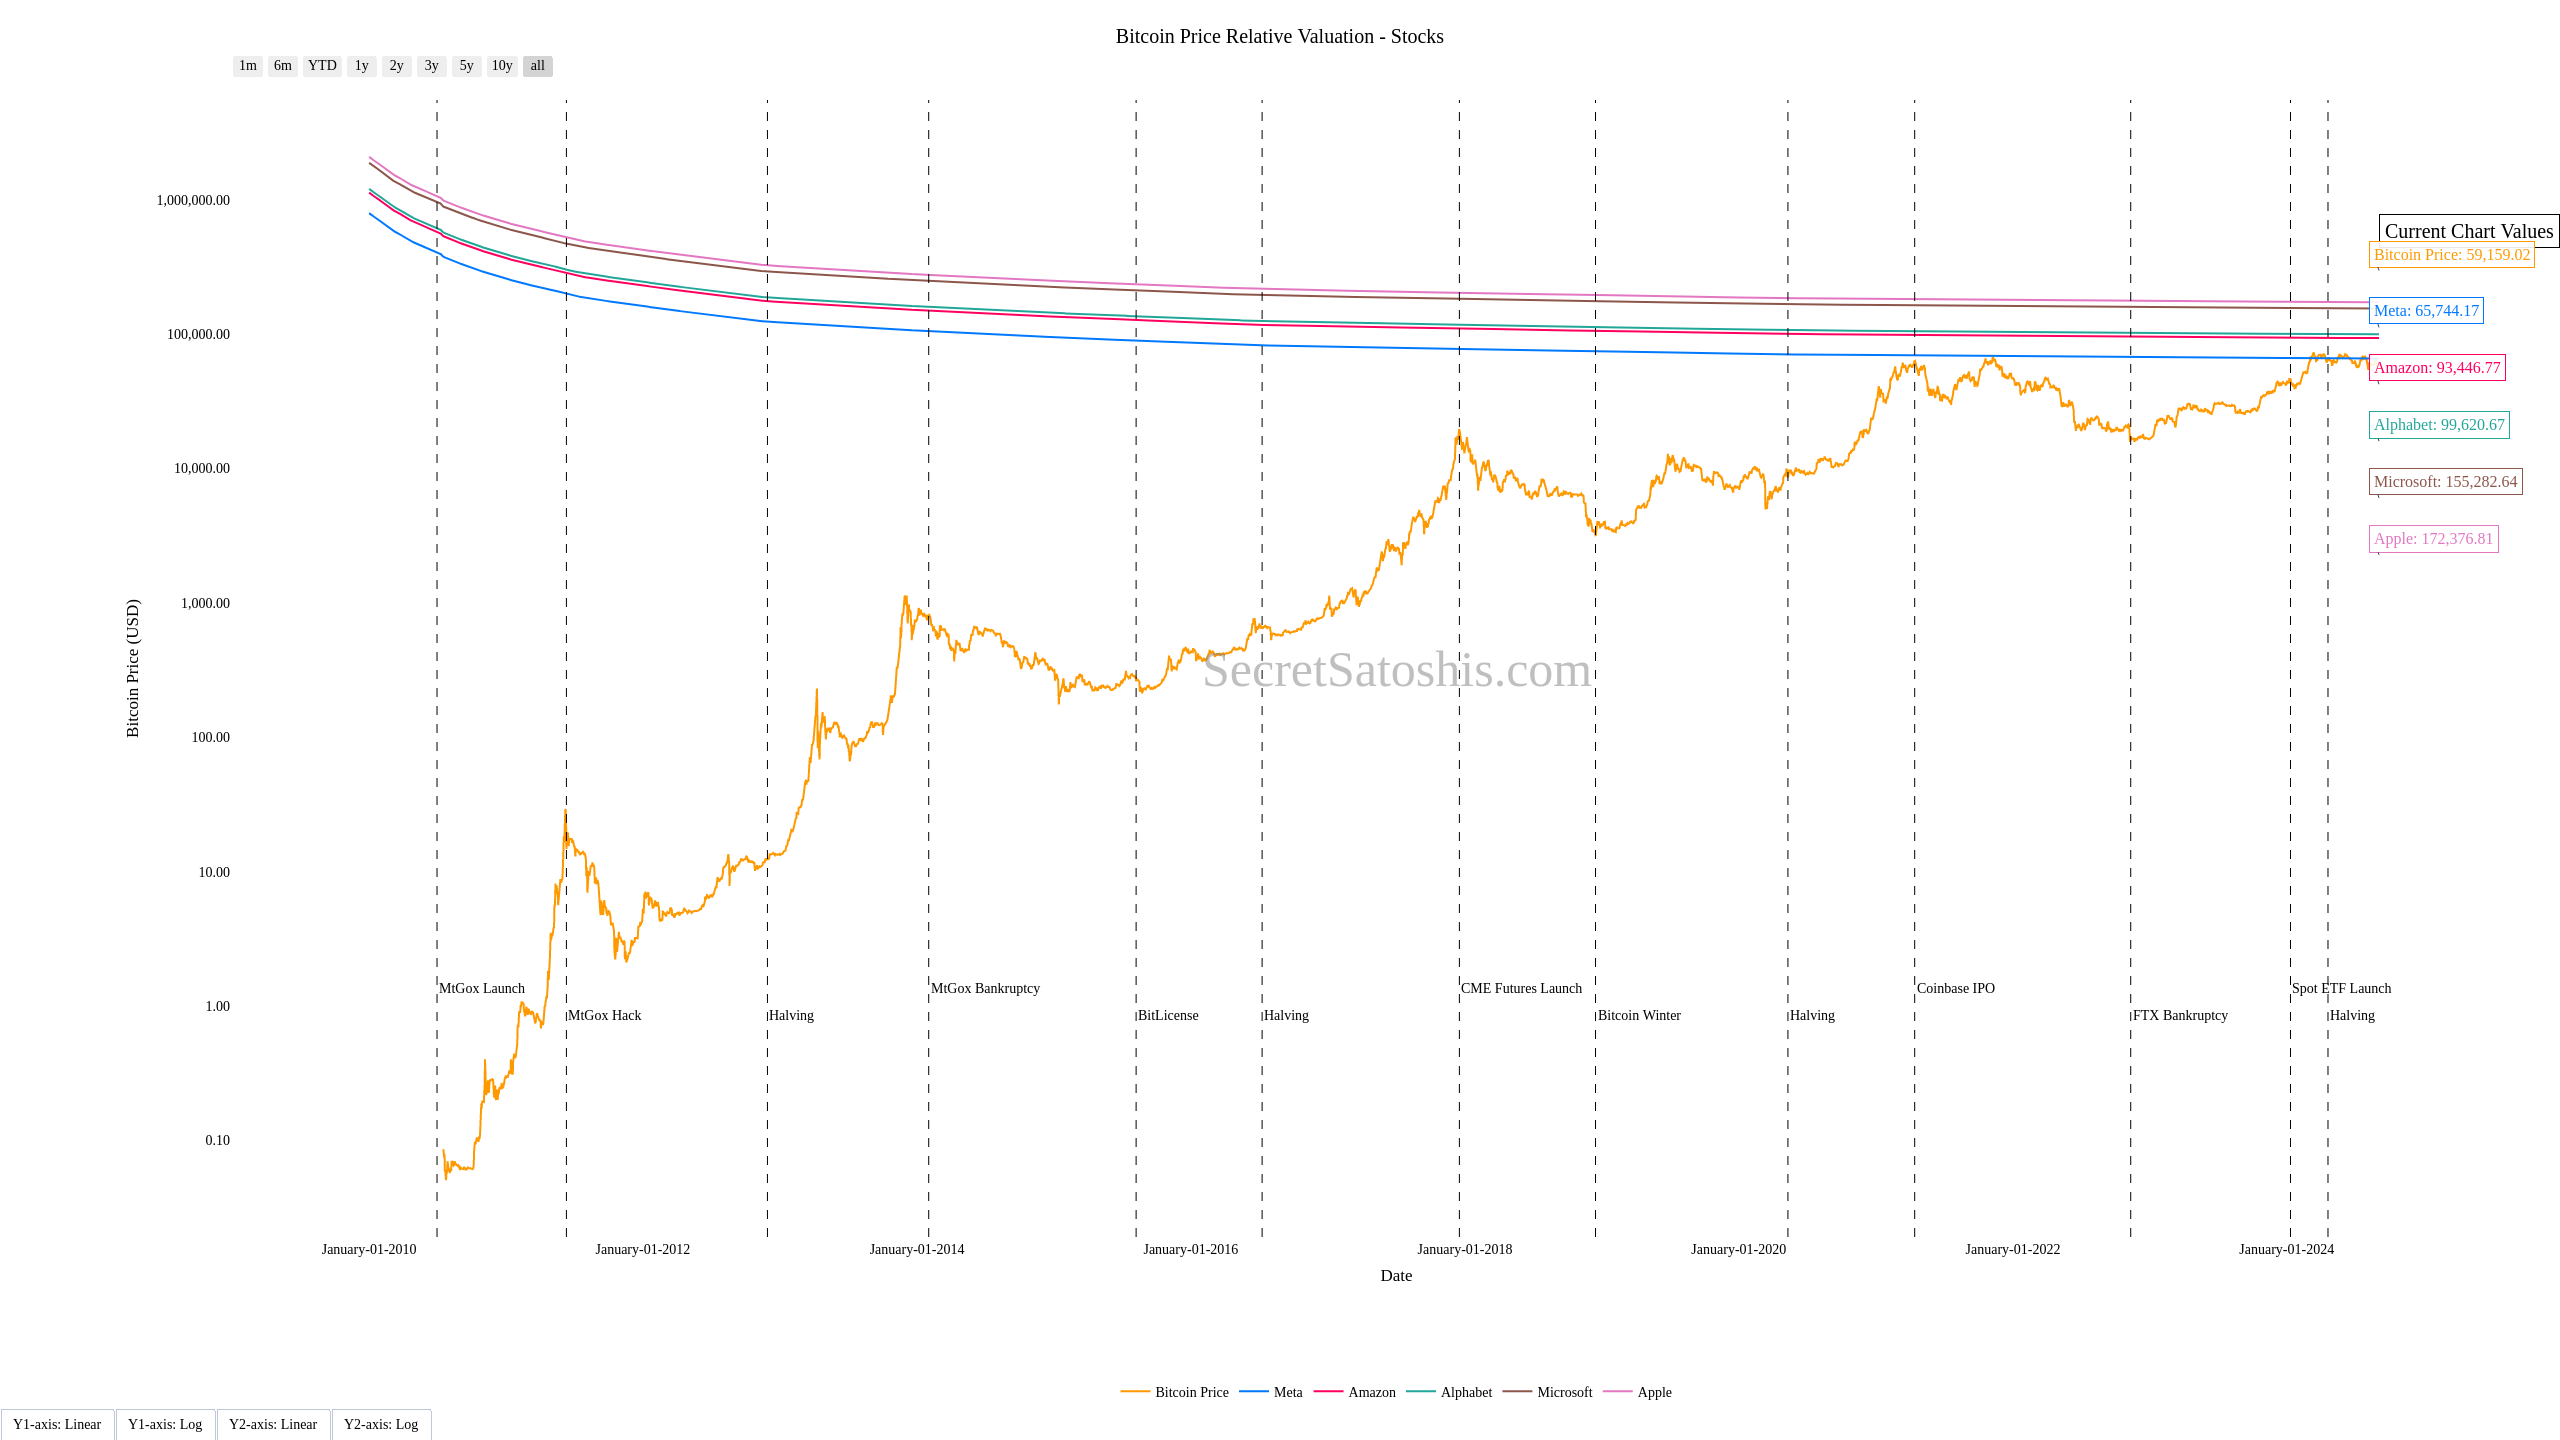 Bitcoin Price Relative Valuation - Stocks
1m 6m YTD 1y 2y 3y 5y 10y all
1,000,000.00
100,000.00
10,000.00
1,000.00
100.00
10.00
1.00
0.10
Bitcoin Price (USD)
Current Chart Values
Bitcoin Price: 59,159.02
Meta: 65,744.17
Amazon: 93,446.77
Alphabet: 99,620.67
Microsoft: 155,282.64
Apple: 172,376.81
SecretSatoshis.com
MtGox Launch
MtGox Hack
Halving
MtGox Bankruptcy
BitLicense
Halving
CME Futures Launch
Bitcoin Winter
Halving
Coinbase IPO
FTX Bankruptcy
Spot ETF Launch
Halving
January-01-2010 January-01-2012 January-01-2014 January-01-2016 January-01-2018 January-01-2020 January-01-2022 January-01-2024
Date
Bitcoin Price Meta Amazon Alphabet Microsoft Apple
Y1-axis: Linear Y1-axis: Log Y2-axis: Linear Y2-axis: Log